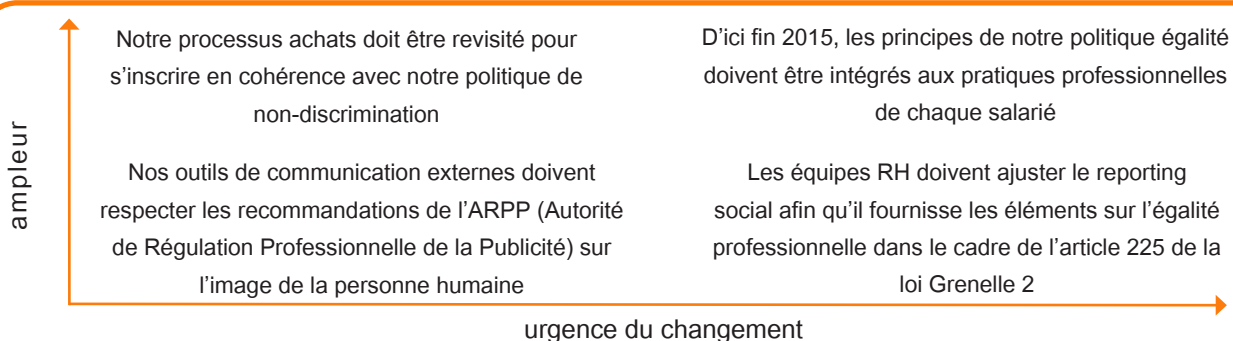 ampleur
Notre processus achats doit être revisité pour
s’inscrire en cohérence avec notre politique de
non-discrimination
D’ici fin 2015, les principes de notre politique égalité
doivent être intégrés aux pratiques professionnelles
de chaque salarié
Nos outils de communication externes doivent
respecter les recommandations de l’ARPP (Autorité
de Régulation Professionnelle de la Publicité) sur
l’image de la personne humaine
Les équipes RH doivent ajuster le reporting
social afin qu’il fournisse les éléments sur l’égalité
professionnelle dans le cadre de l’article 225 de la
loi Grenelle 2
urgence du changement